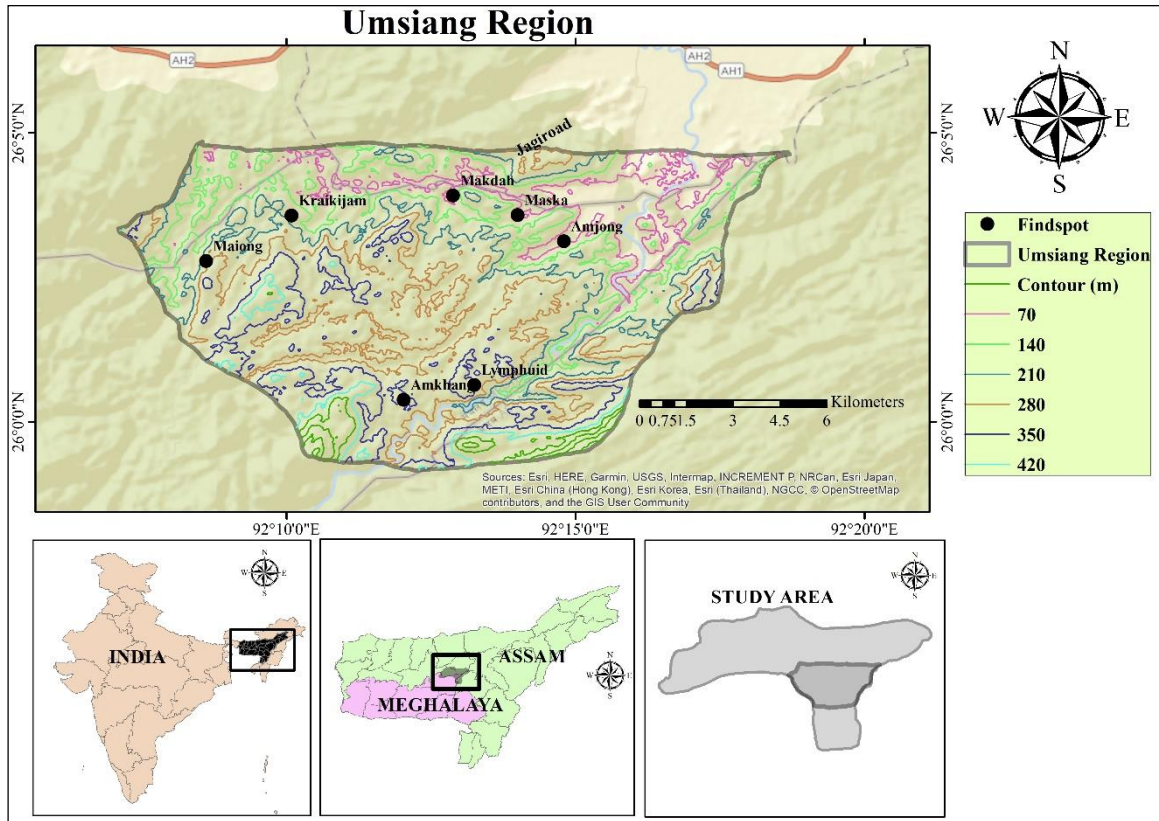 Umsiang Region
AH2
AH2
AH1
26°5'0"N
26°5'0"N
Jagiroad
Makdah
Kraikijam
Maska
Amjong
Maiong
Lymphuid
Amkhang
26°0'0"N
26°0'0"N
Kilometers
0 0.75 1.5 3 4.5 6
Sources: Esri, HERE, Garmin, USGS, Intermap, INCREMENT P, NRCan, Esri Japan,
METI, Esri China (Hong Kong), Esri Korea, Esri (Thailand), NGCC, © OpenStreetMap
contributors, and the GIS User Community
92°10'0"E
92°15'0"E
92°20'0"E
N
W E
S
Findspot
Umsiang Region
Contour (m)
70
140
210
280
350
420
N
W E
S
INDIA
N
W E
S
ASSAM
MEGHALAYA
N
W E
S
STUDY AREA